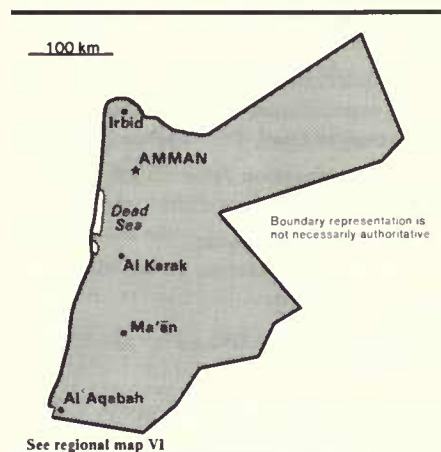 100 km
Irbid
AMMAN
Dead
Sea
Boundary representation is
not necessarily authoritative
Al Karak
Ma'ān
Al ʿAqabah
See regional map VI